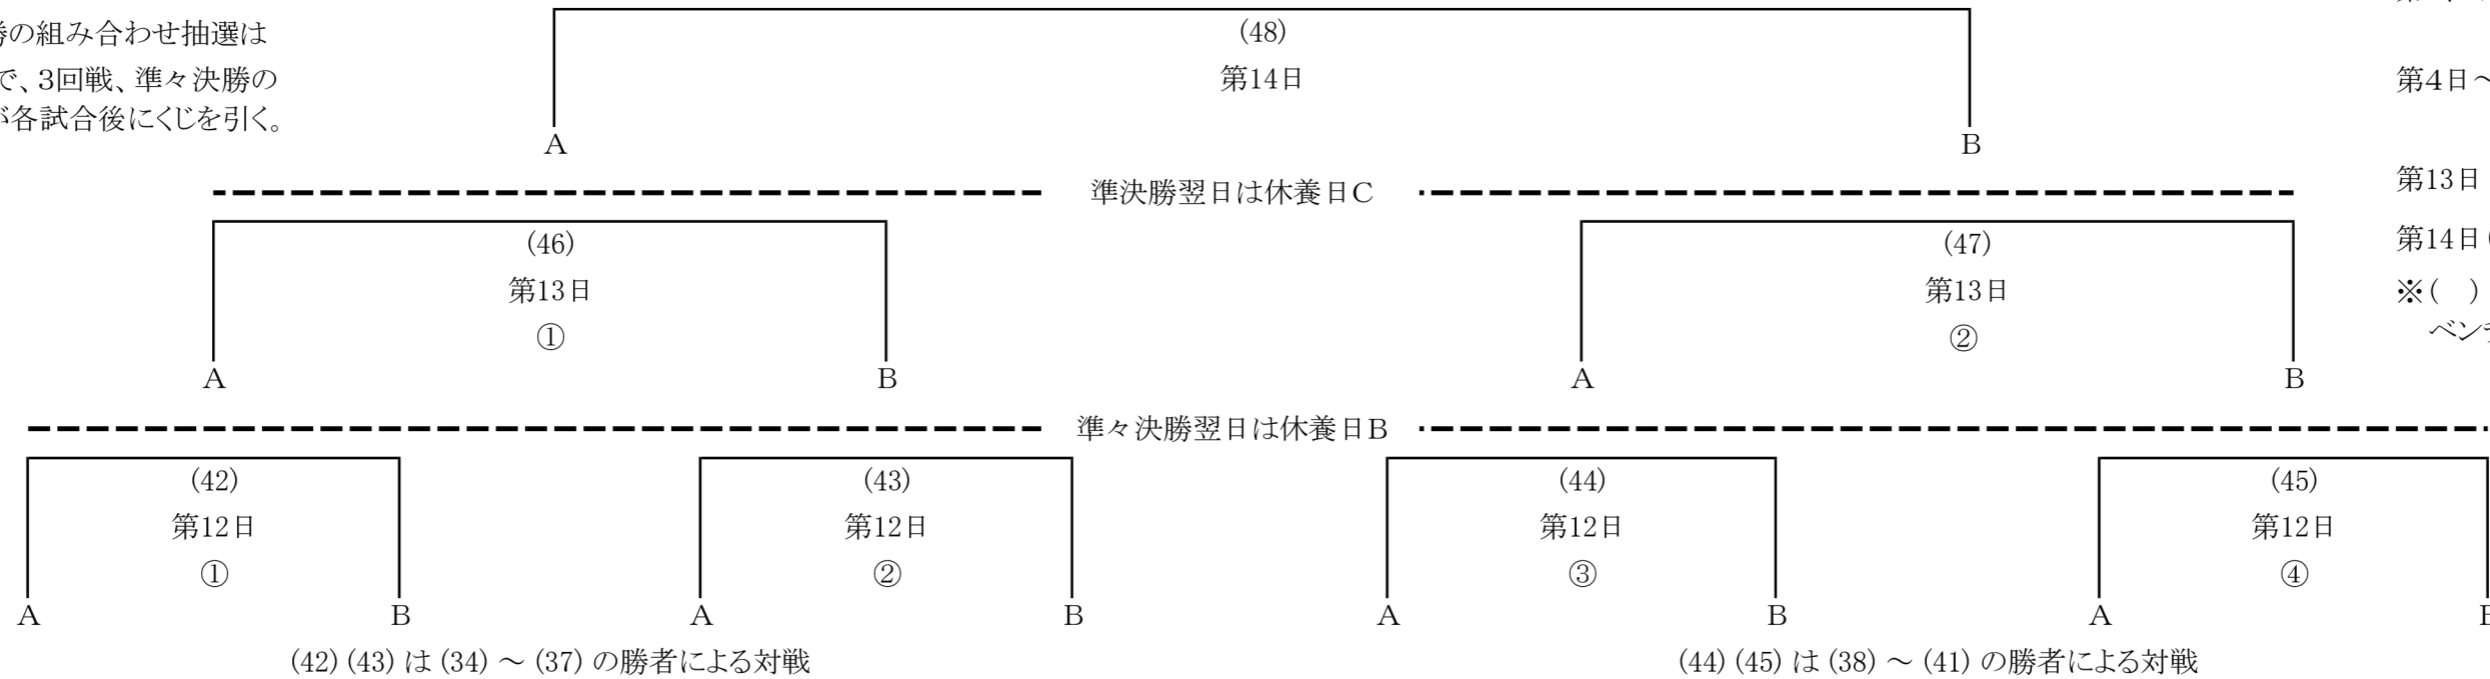 勝の組み合わせ抽選は
で、3回戦、準々決勝の
が各試合後にくじを引く。
(48)
第14日
A
B
第4日～
準決勝翌日は休養日C
第13日
第14日(
※(　)
ベンチ
(46)
第13日
①
A
B
(47)
第13日
②
A
B
準々決勝翌日は休養日B
(42)
第12日
①
A
B
(43)
第12日
②
A
B
(44)
第12日
③
A
B
(45)
第12日
④
A
(42) (43) は (34) ～ (37) の勝者による対戦
(44) (45) は (38) ～ (41) の勝者による対戦